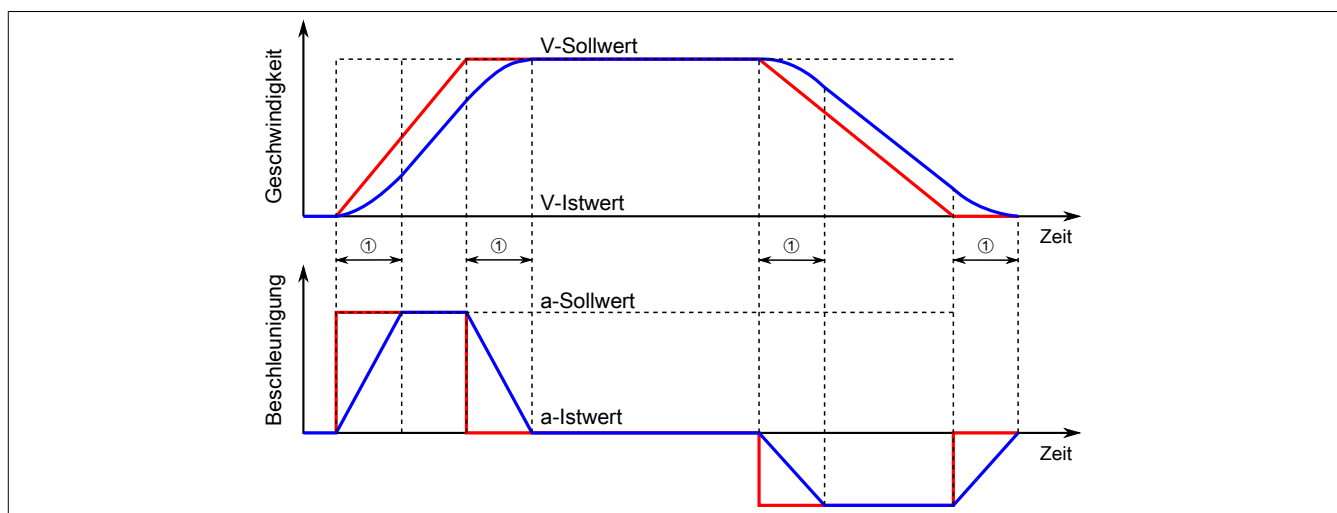 Geschwindigkeit
V-Sollwert
V-Istwert
Zeit
① ① ① ①
Beschleunigung
a-Sollwert
a-Istwert
Zeit